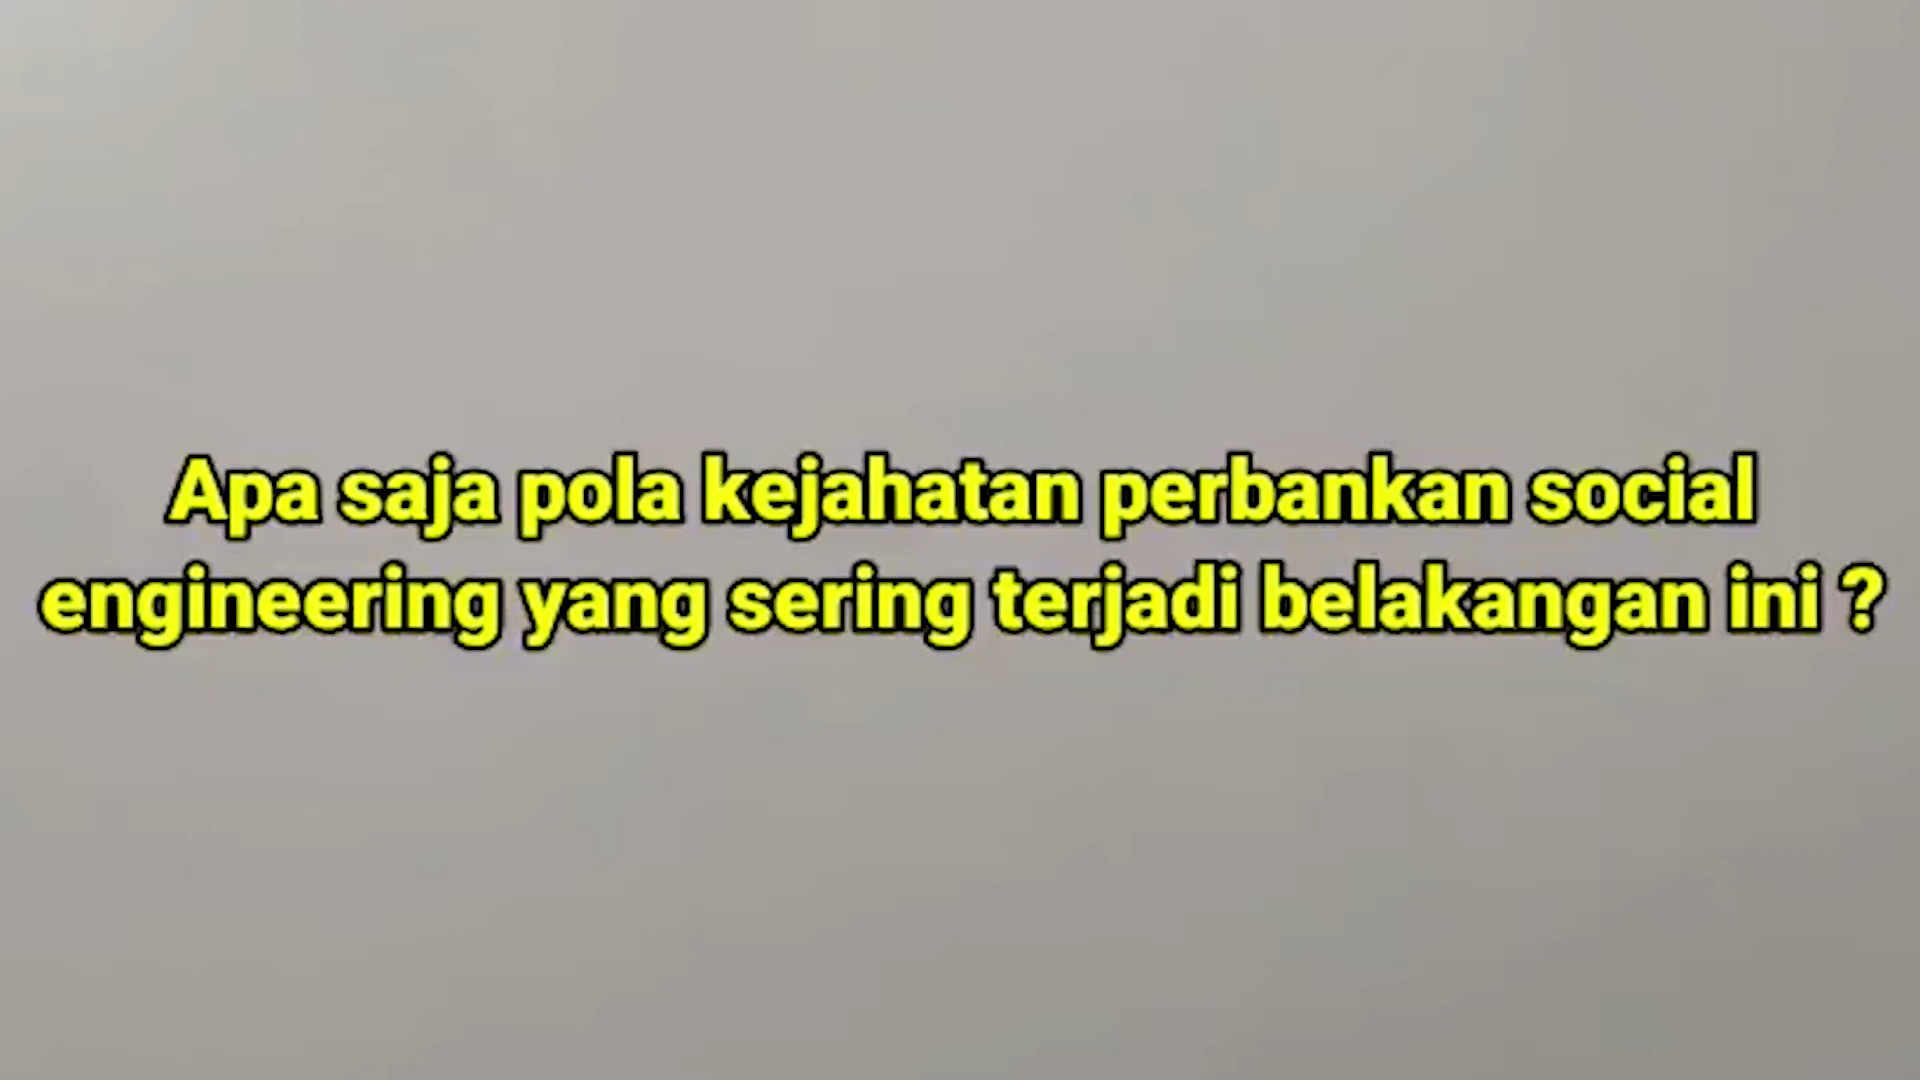 Apa saja pola kejahatan perbankan social
engineering yang sering terjadi belakangan ini ?